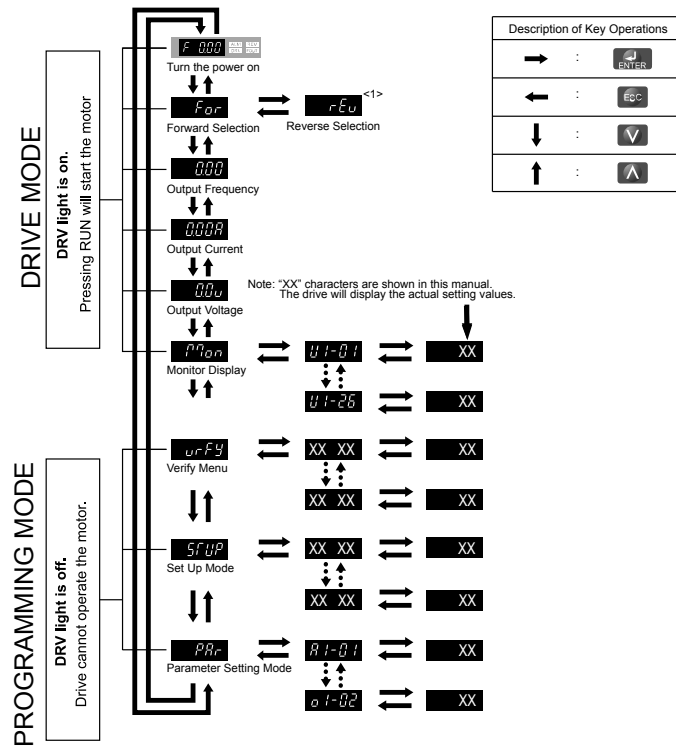 DRIVE MODE
DRV light is on.
Pressing RUN will start the motor
F 0.00
Turn the power on
For
rEv
<1>
Forward Selection
Reverse Selection
0.00
Output Frequency
0.00A
Output Current
0.0v
Output Voltage
Note: “XX” characters are shown in this manual.
The drive will display the actual setting values.
Mon
U1-01
XX
Monitor Display
U1-26
XX
PROGRAMMING MODE
DRV light is off.
Drive cannot operate the motor.
vrFY
XX XX
XX
Verify Menu
XX XX
XX
STUP
XX XX
XX
Set Up Mode
XX XX
XX
PAr
A1-01
XX
Parameter Setting Mode
o1-02
XX
Description of Key Operations
:
ENTER
:
ESC
:
: